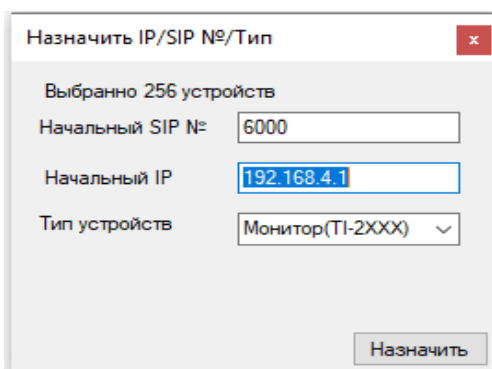 Назначить IP/SIP №/Тип
x
Выбранно 256 устройств
Начальный SIP № 6000
Начальный IP 192.168.4.1
Тип устройств Монитор(TI-2XXX)
Назначить